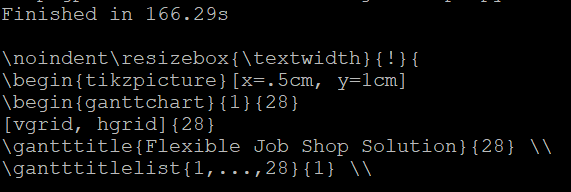 Finished in 166.29s
\noindent\resizebox{\textwidth}{!}{
\begin{tikzpicture}[x=.5cm, y=1cm]
\begin{ganttchart}{1}{28}
[vgrid, hgrid]{28}
\gantttitle{Flexible Job Shop Solution}{28} \\
\gantttitlelist{1,...,28}{1} \\